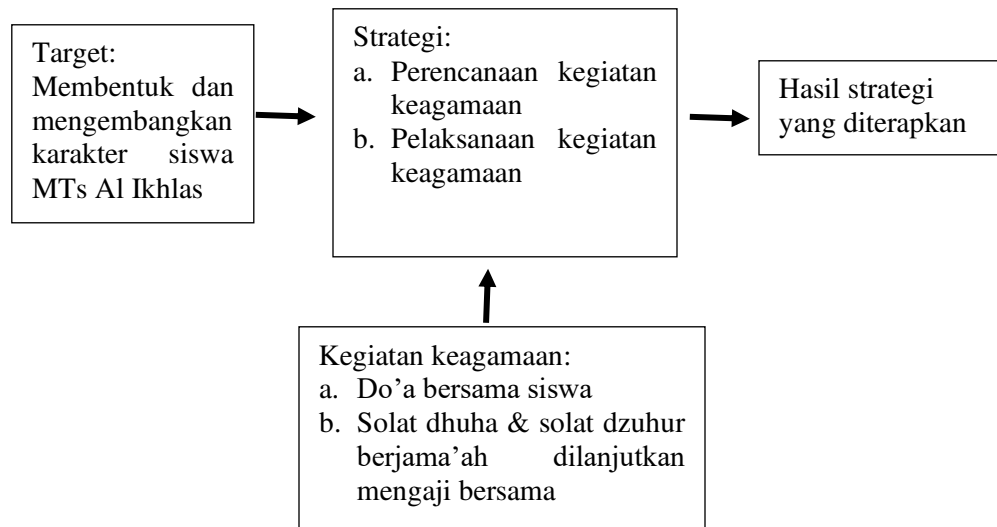 Target:
Membentuk dan
mengembangkan
karakter siswa
MTs Al Ikhlas
Strategi:
a. Perencanaan kegiatan
keagamaan
b. Pelaksanaan kegiatan
keagamaan
Hasil strategi
yang diterapkan
Kegiatan keagamaan:
a. Do’a bersama siswa
b. Solat dhuha & solat dzuhur
berjama’ah dilanjutkan
mengaji bersama